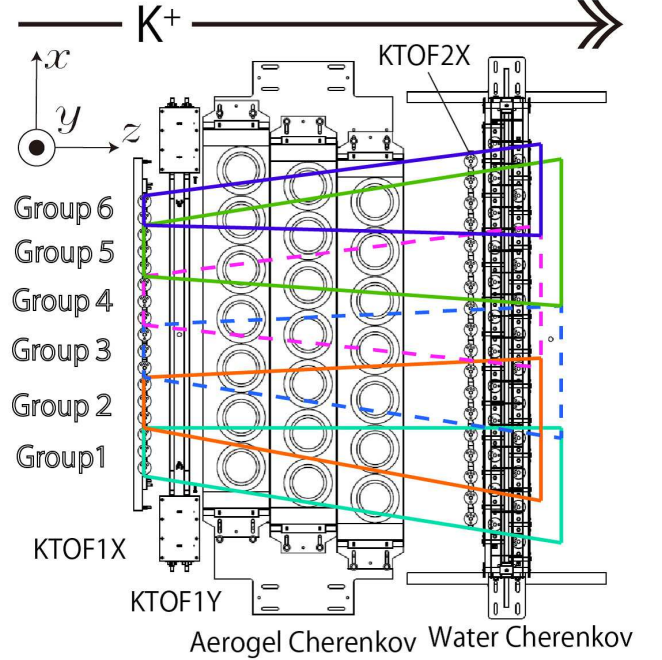 K+
KTOF2X
x
y
z
Group 6
Group 5
Group 4
Group 3
Group 2
Group1
KTOF1X
KTOF1Y
Aerogel Cherenkov
Water Cherenkov